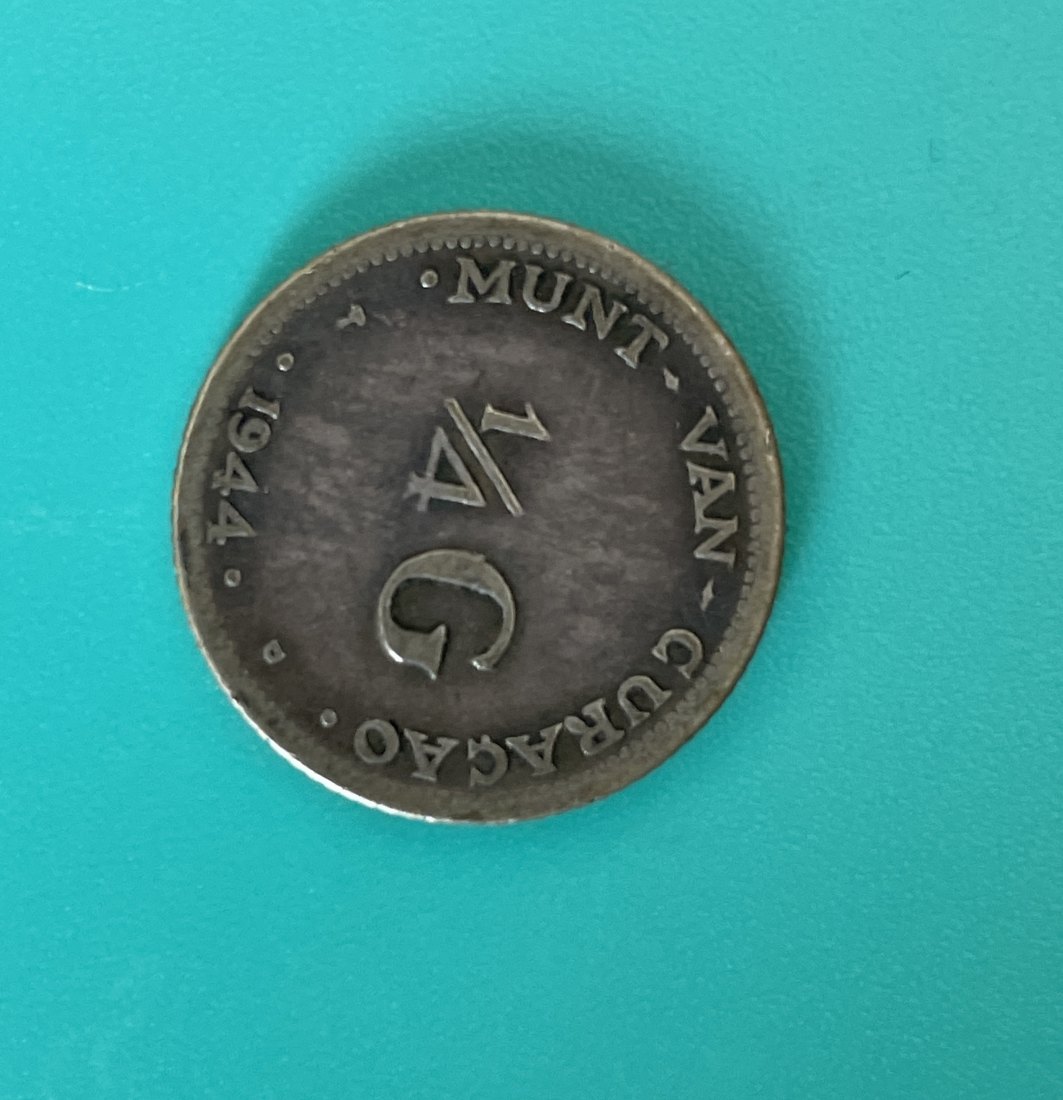 · MUNT - VAN - CURAÇAO ·
1/4 G
· 1944 ·
D